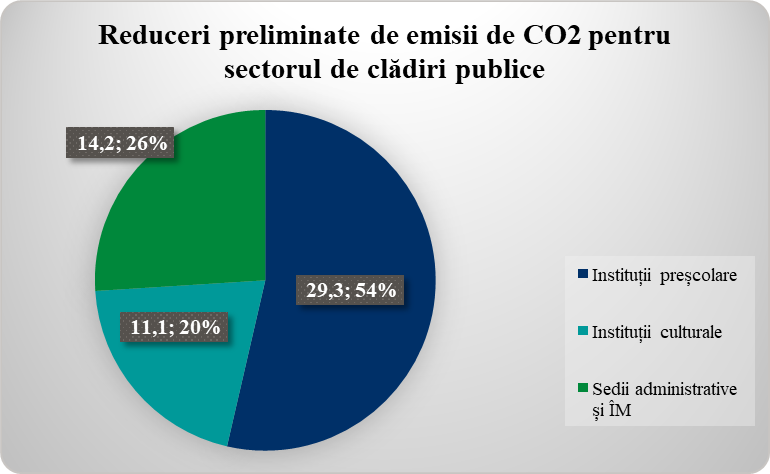 Reduceri preliminate de emisii de CO2 pentru
sectorul de clădiri publice
14,2; 26%
29,3; 54%
11,1; 20%
Instituții preșcolare
Instituții culturale
Sedii administrative
și ÎM